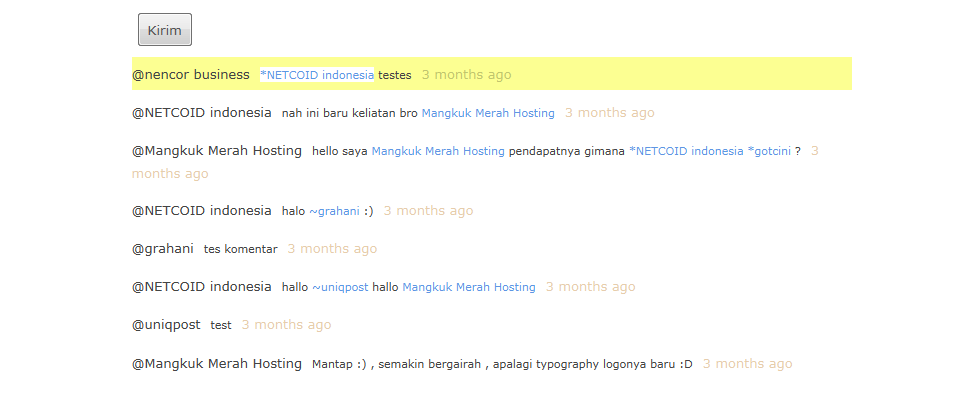 Kirim
@nencor business *NETCOID indonesia testes 3 months ago
@NETCOID indonesia nah ini baru keliatan bro Mangkuk Merah Hosting 3 months ago
@Mangkuk Merah Hosting hello saya Mangkuk Merah Hosting pendapatnya gimana *NETCOID indonesia *gotcini ? 3
months ago
@NETCOID indonesia halo ~grahani :) 3 months ago
@grahani tes komentar 3 months ago
@NETCOID indonesia hallo ~uniqpost hallo Mangkuk Merah Hosting 3 months ago
@uniqpost test 3 months ago
@Mangkuk Merah Hosting Mantap :) , semakin bergairah , apalagi typography logonya baru :D 3 months ago